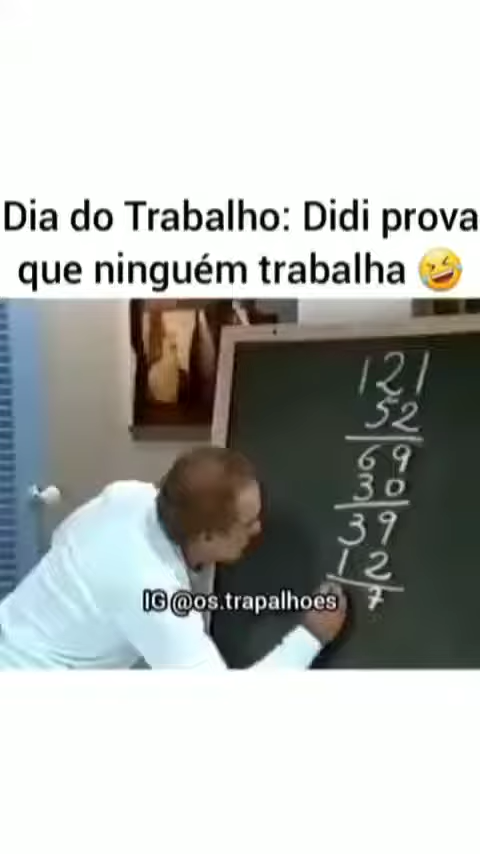 Dia do Trabalho: Didi prova
que ninguém trabalha 🤣
121
52
69
30
39
12
7
IG@os.trapalhoes